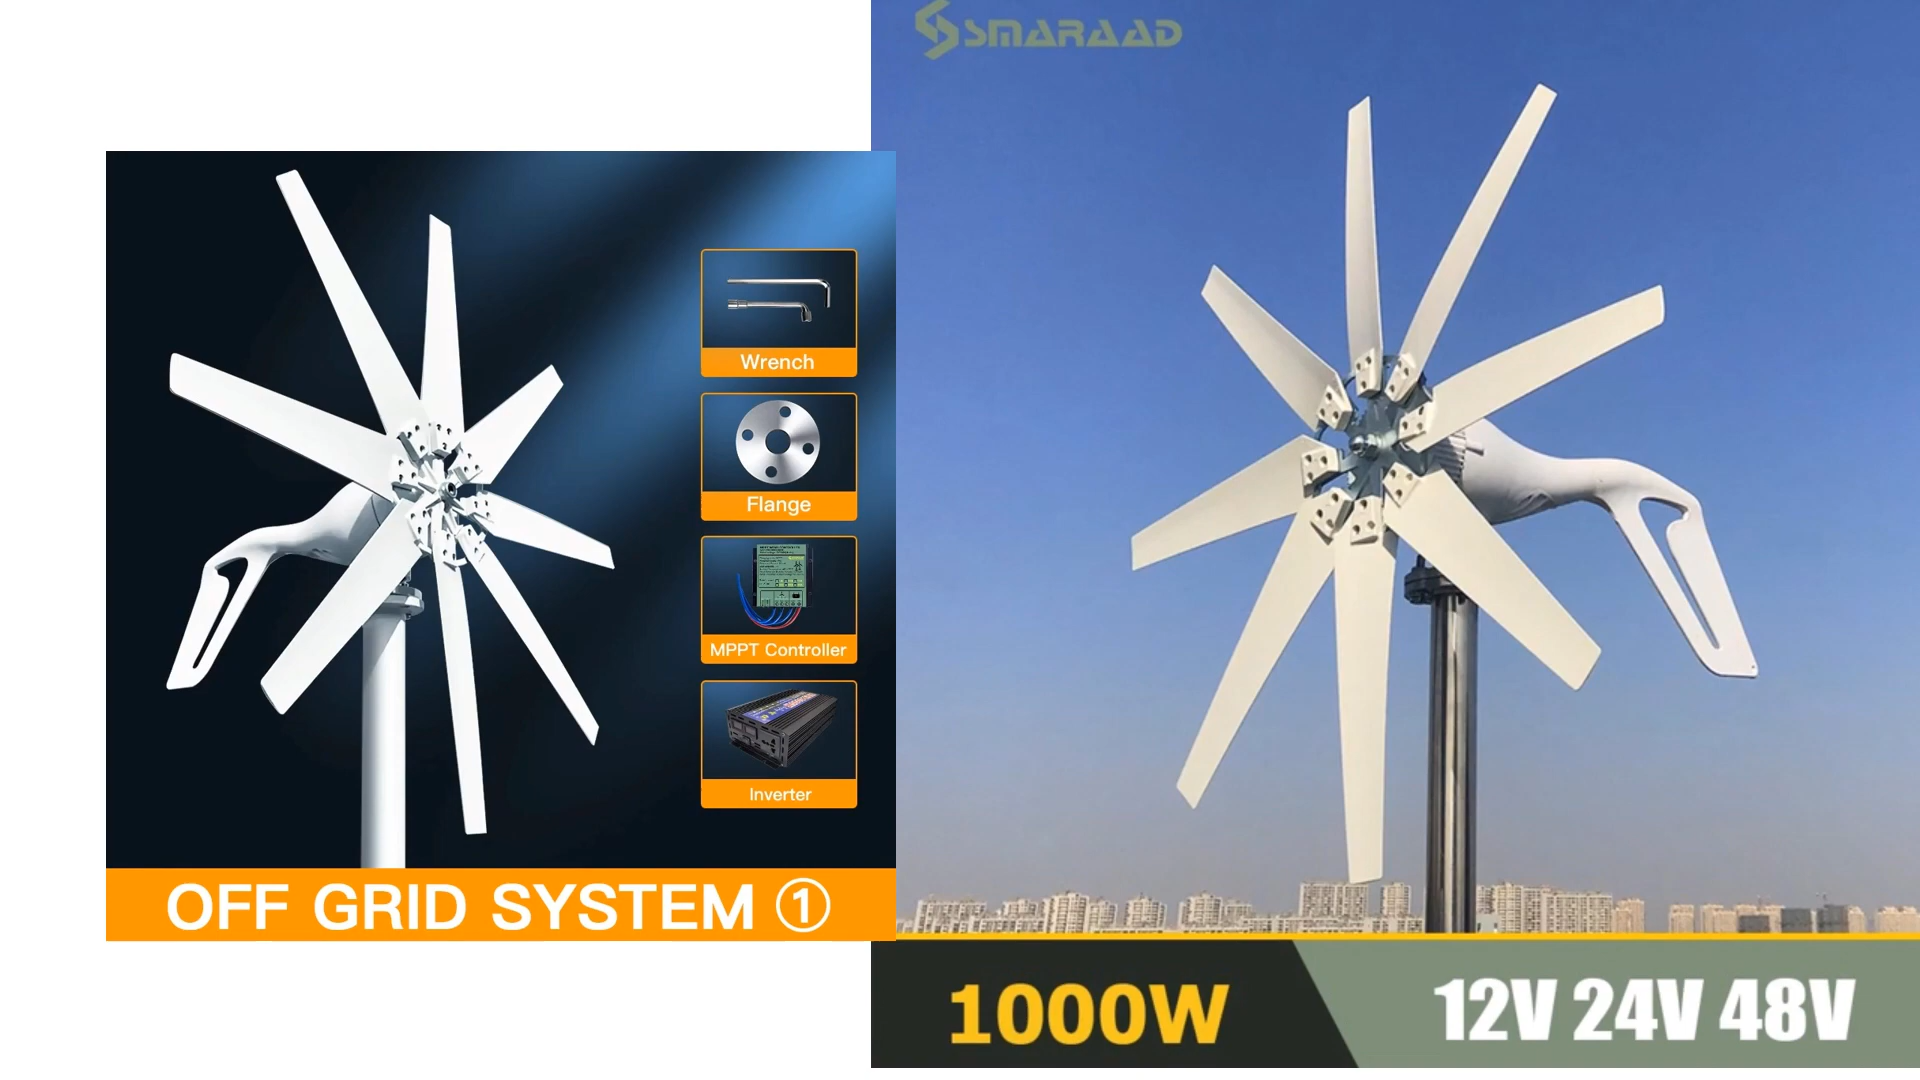 SMARAAD
Wrench
Flange
MPPT Controller
Inverter
OFF GRID SYSTEM ①
1000W
12V 24V 48V